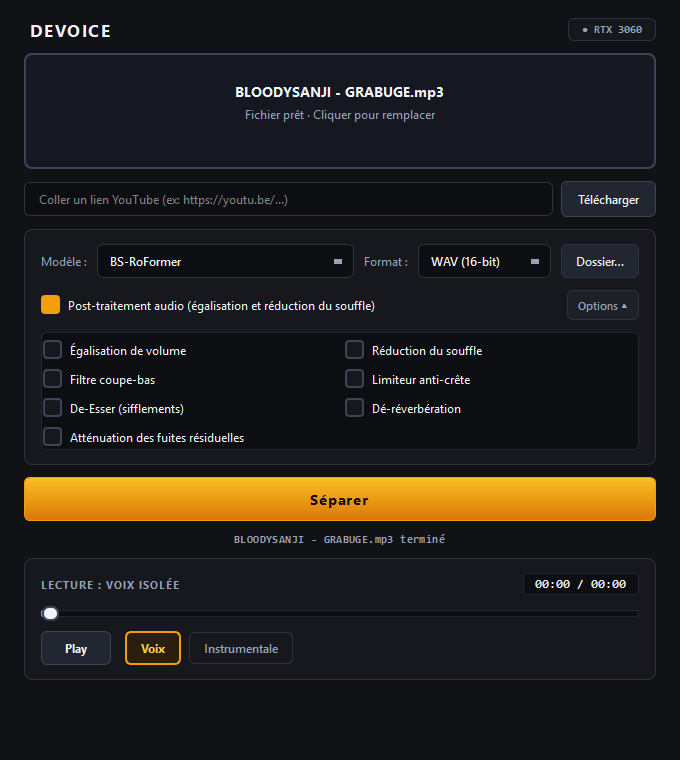 DEVOICE
● RTX 3060
BLOODYSANJI - GRABUGE.mp3
Fichier prêt · Cliquer pour remplacer
Coller un lien YouTube (ex: https://youtu.be/...)
Télécharger
Modèle :
BS-RoFormer
Format :
WAV (16-bit)
Dossier...
Post-traitement audio (égalisation et réduction du souffle)
Options ▴
Égalisation de volume
Réduction du souffle
Filtre coupe-bas
Limiteur anti-crête
De-Esser (sifflements)
Dé-réverbération
Atténuation des fuites résiduelles
Séparer
BLOODYSANJI - GRABUGE.mp3 terminé
LECTURE : VOIX ISOLÉE
00:00 / 00:00
Play
Voix
Instrumentale